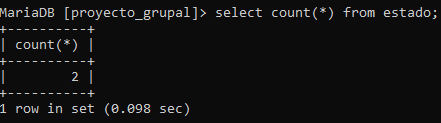 MariaDB [proyecto_grupal]> select count(*) from estado;
+----------+
| count(*) |
+----------+
|        2 |
+----------+
1 row in set (0.098 sec)